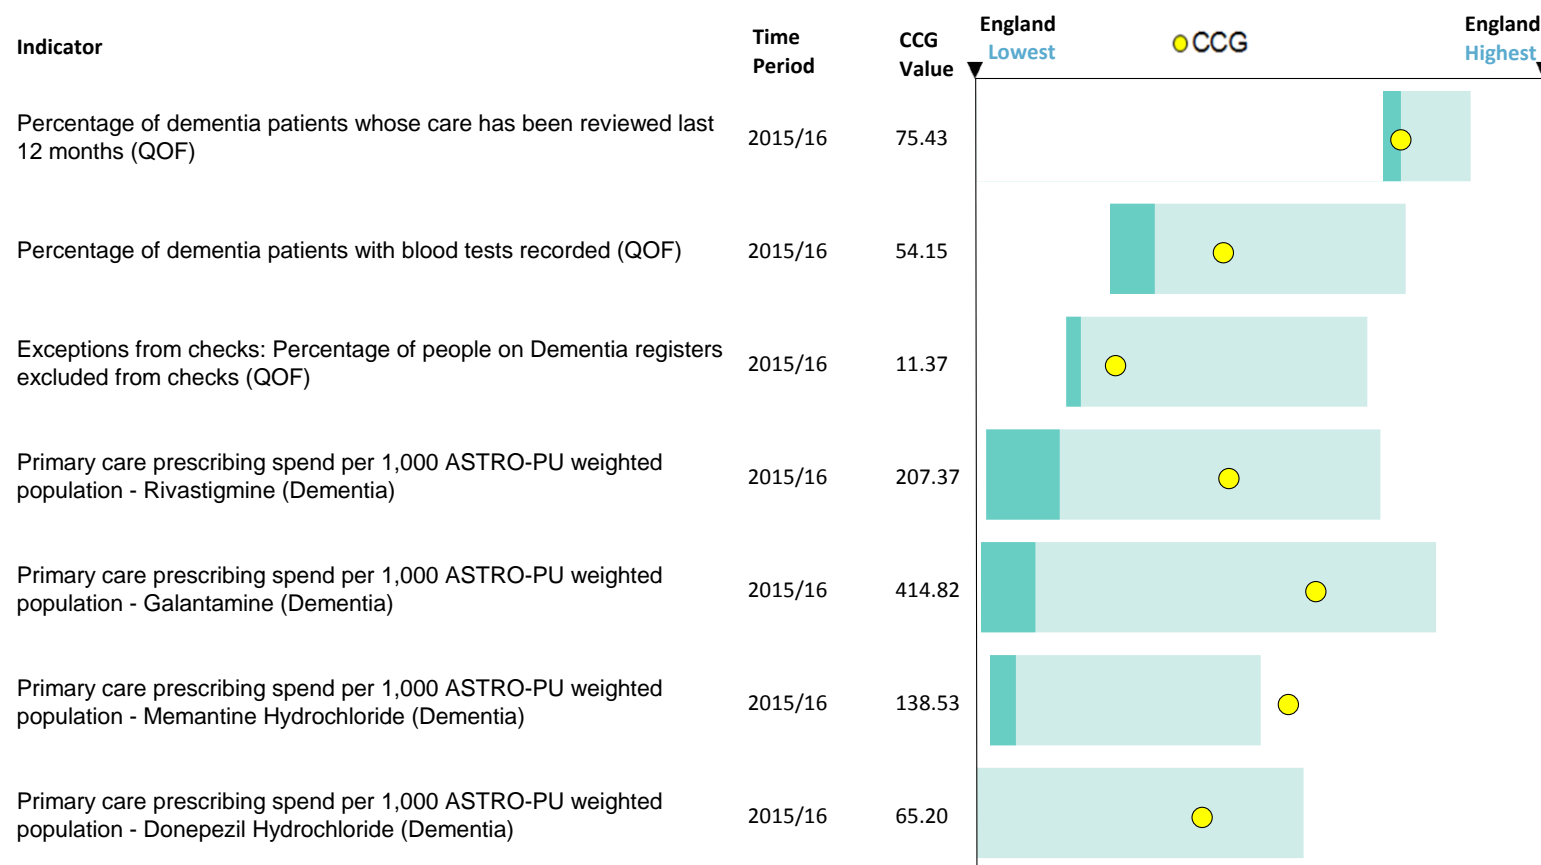 Indicator
Time
Period
CCG
Value
England
Lowest
CCG
England
Highest
Percentage of dementia patients whose care has been reviewed last
12 months (QOF)
2015/16
75.43
Percentage of dementia patients with blood tests recorded (QOF)
2015/16
54.15
Exceptions from checks: Percentage of people on Dementia registers
excluded from checks (QOF)
2015/16
11.37
Primary care prescribing spend per 1,000 ASTRO-PU weighted
population - Rivastigmine (Dementia)
2015/16
207.37
Primary care prescribing spend per 1,000 ASTRO-PU weighted
population - Galantamine (Dementia)
2015/16
414.82
Primary care prescribing spend per 1,000 ASTRO-PU weighted
population - Memantine Hydrochloride (Dementia)
2015/16
138.53
Primary care prescribing spend per 1,000 ASTRO-PU weighted
population - Donepezil Hydrochloride (Dementia)
2015/16
65.20